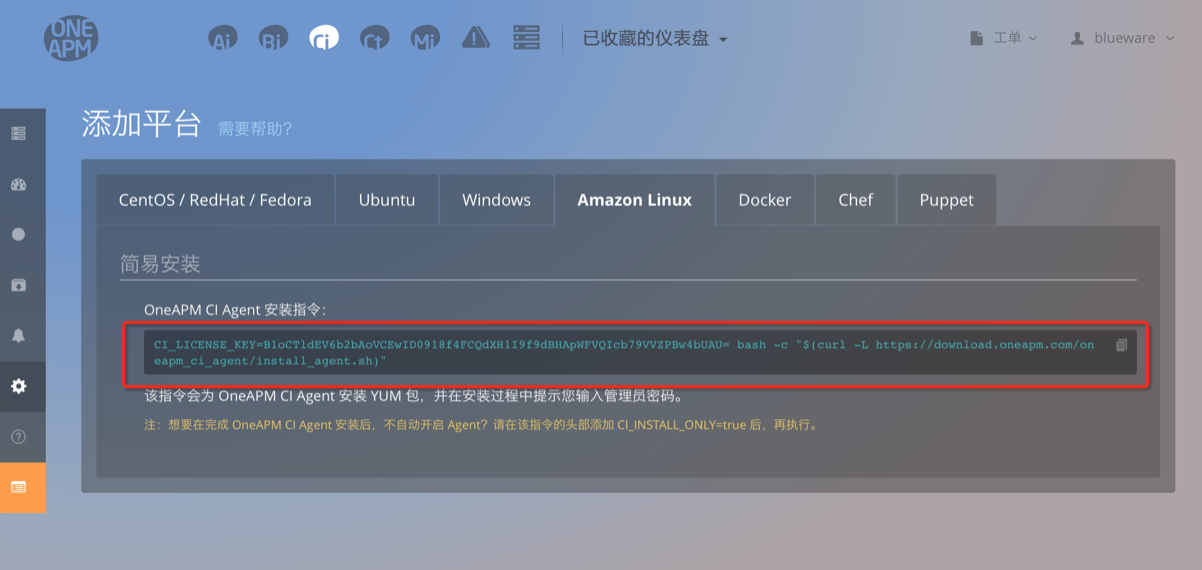 ONE APM
Ai Bi Ci Ct Mi 已收藏的仪表盘 工单 blueware
添加平台 需要帮助?
CentOS / RedHat / Fedora Ubuntu Windows Amazon Linux Docker Chef Puppet
简易安装
OneAPM CI Agent 安装指令:
CI_LICENSE_KEY=B1oCTldEV6b2bAoVCEwID0918f4FCQdXH1I9f9dBHApWFVQIcb79VVZPBw4bUAU= bash -c "$(curl -L https://download.oneapm.com/on
eapm_ci_agent/install_agent.sh)"
该指令会为 OneAPM CI Agent 安装 YUM 包，并在安装过程中提示您输入管理员密码。
注：想要在完成 OneAPM CI Agent 安装后，不自动开启 Agent？请在该指令的头部添加 CI_INSTALL_ONLY=true 后，再执行。